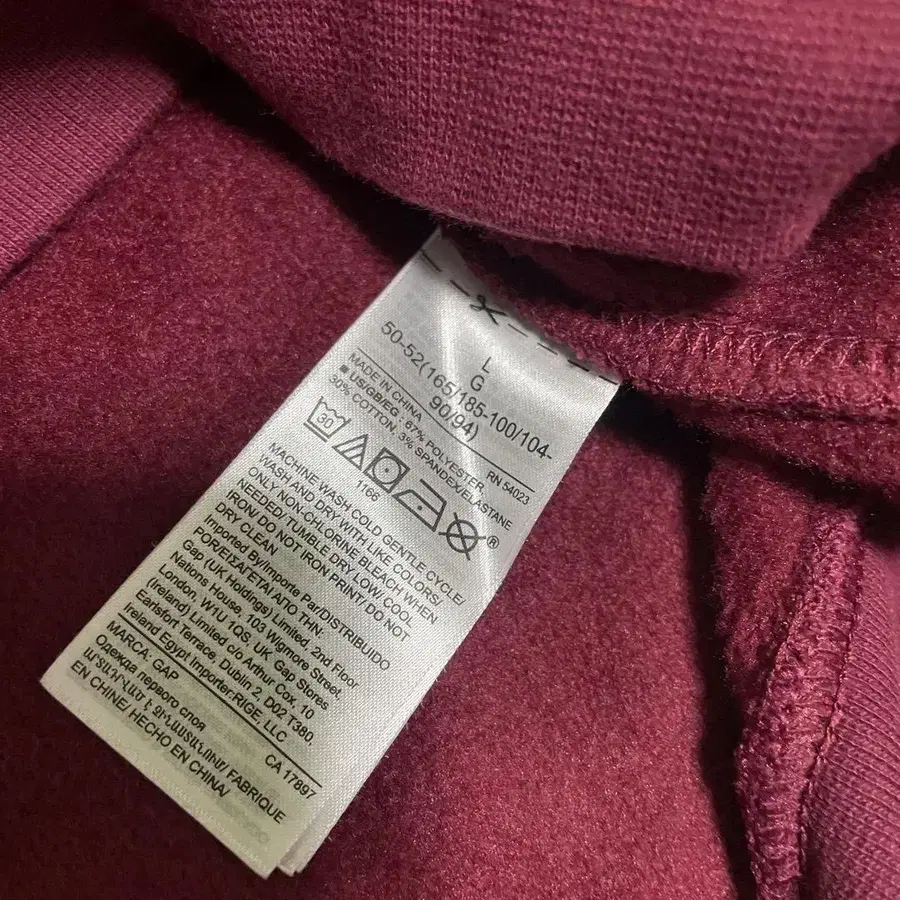 L
G
50-52(165/185-100/104-
90/94)
MADE IN CHINA RN 54023
■ US/GB/EG: 67% POLYESTER,
30% COTTON, 3% SPANDEX/ELASTANE
30
1166
®
MACHINE WASH COLD GENTLE CYCLE/
WASH AND DRY WITH LIKE COLORS/
ONLY NON-CHLORINE BLEACH WHEN
NEEDED/TUMBLE DRY LOW/COOL
IRON/ DO NOT IRON PRINT/ DO NOT
DRY CLEAN
Imported By/Importe Par/DISTRIBUIDO
POR/ΕΙΣΑΓΕΤΑΙ ΑΠΟ ΤΗΝ:
Gap (UK Holdings) Limited, 2nd Floor
Nations House, 103 Wigmore Street,
London, W1U 1QS, UK, Gap Stores
(Ireland) Limited c/o Arthur Cox, 10
Earlsfort Terrace, Dublin 2, D02 T380,
Ireland Egypt Importer:RIGE, LLC
MARCA: GAP CA 17897
Одежда первого слоя
ԱՐՏԱԴՐՎԱԾ Է ՉԻՆԱՍՏԱՆՈՒՄ/ FABRIQUE
EN CHINE/ HECHO EN CHINA/